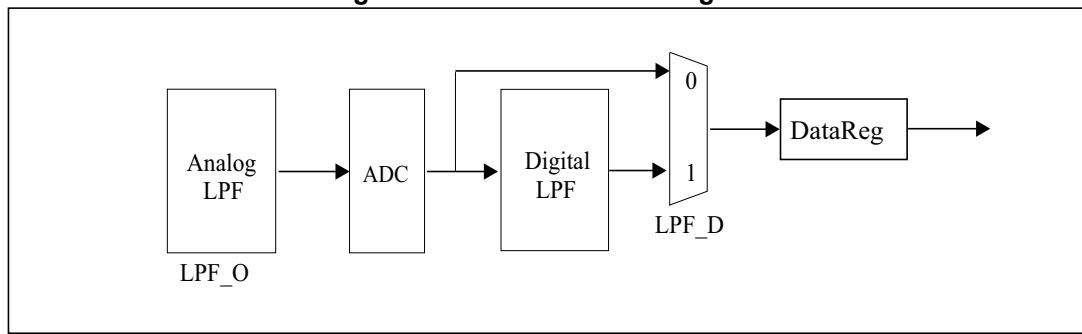 0
DataReg
Analog
LPF
ADC
Digital
LPF
1
LPF_D
LPF_O